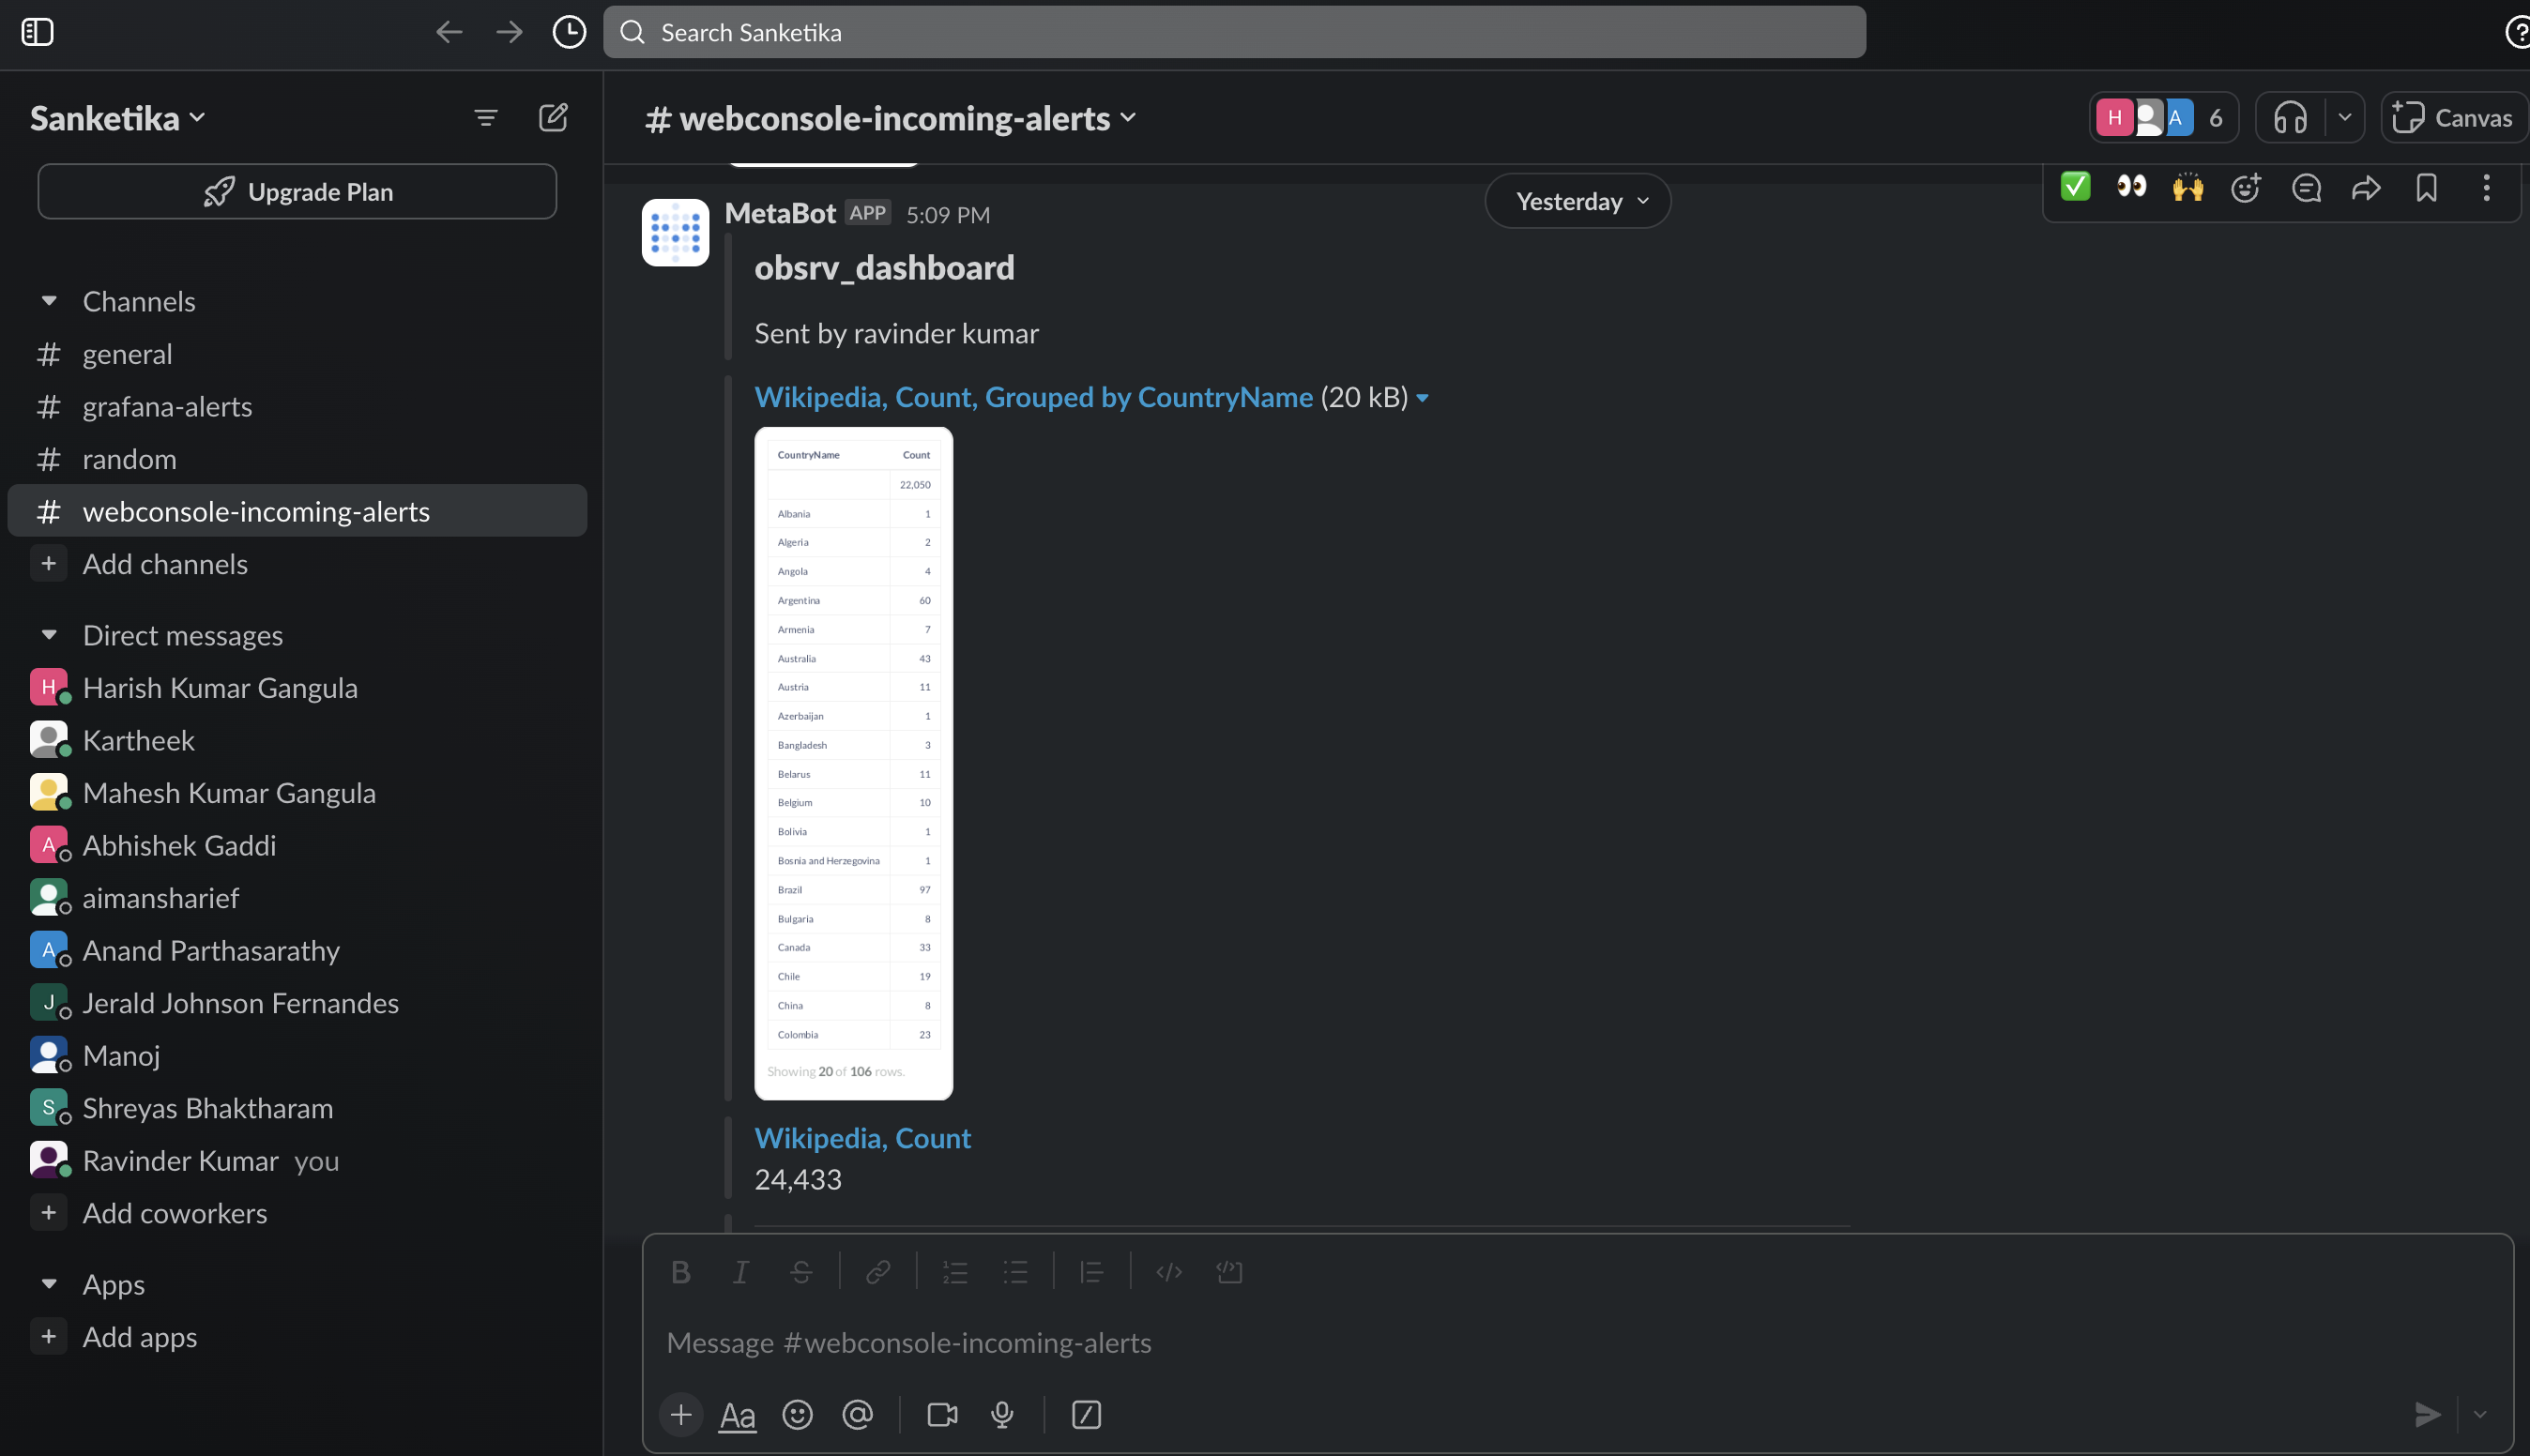 Search Sanketika
Sanketika
Upgrade Plan
Channels
# general
# grafana-alerts
# random
# webconsole-incoming-alerts
+ Add channels
Direct messages
H Harish Kumar Gangula
Kartheek
Mahesh Kumar Gangula
A Abhishek Gaddi
aimansharief
A Anand Parthasarathy
J Jerald Johnson Fernandes
Manoj
S Shreyas Bhaktharam
Ravinder Kumar you
+ Add coworkers
Apps
+ Add apps
# webconsole-incoming-alerts
H A 6
Canvas
Yesterday
MetaBot APP 5:09 PM
obsrv_dashboard
Sent by ravinder kumar
Wikipedia, Count, Grouped by CountryName (20 kB)
CountryName Count
22,050
Albania 1
Algeria 2
Angola 4
Argentina 60
Armenia 7
Australia 43
Austria 11
Azerbaijan 1
Bangladesh 3
Belarus 11
Belgium 10
Bolivia 1
Bosnia and Herzegovina 1
Brazil 97
Bulgaria 8
Canada 33
Chile 19
China 8
Colombia 23
Showing 20 of 106 rows.
Wikipedia, Count
24,433
B I S
Message #webconsole-incoming-alerts
+ Aa @